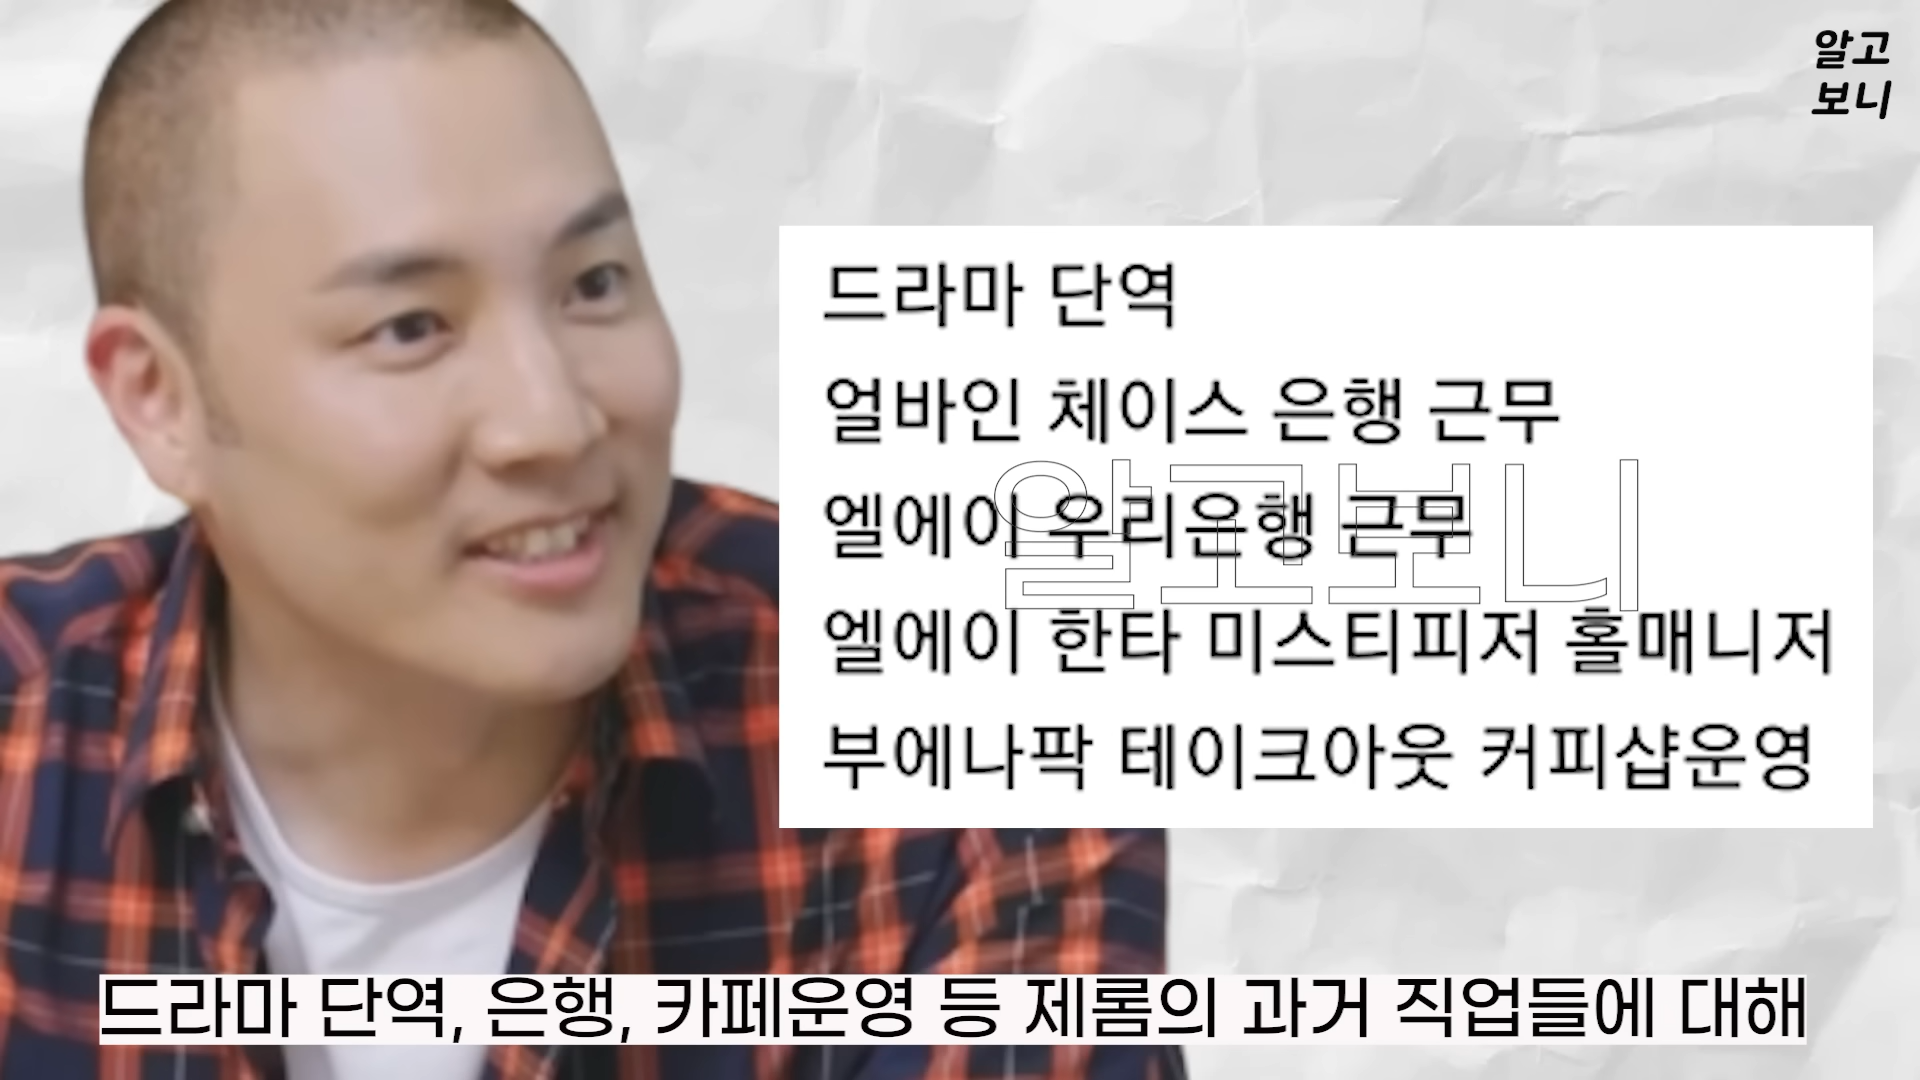 알고
보니
드라마 단역
얼바인 체이스 은행 근무
엘에이 우리은행 근무
알고보니
엘에이 한타 미스티피저 홀매니저
부에나팍 테이크아웃 커피샵운영
드라마 단역, 은행, 카페운영 등 제롬의 과거 직업들에 대해